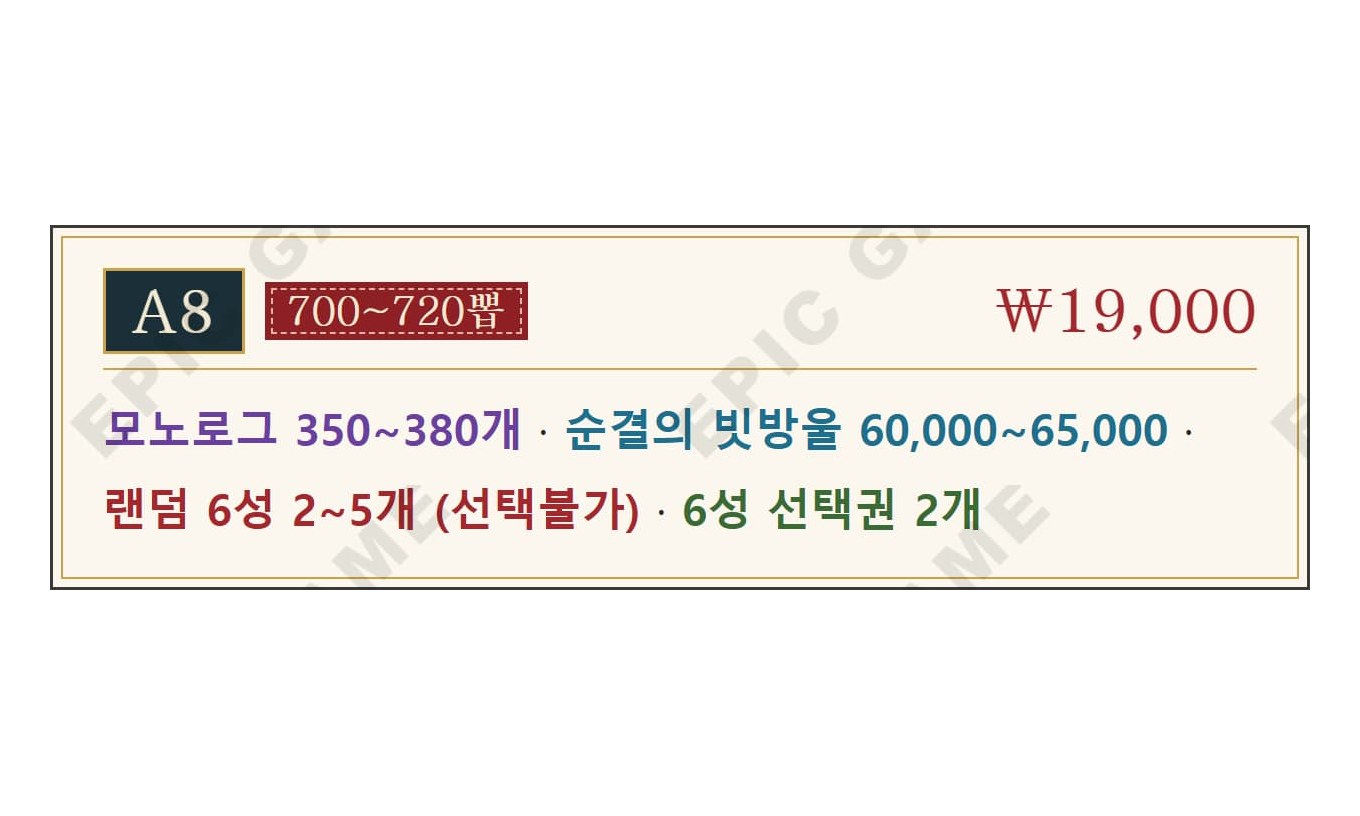 A8 700~720뽑 ₩19,000
모노로그 350~380개 · 순결의 빗방울 60,000~65,000 ·
랜덤 6성 2~5개 (선택불가) · 6성 선택권 2개
EPIC GAME